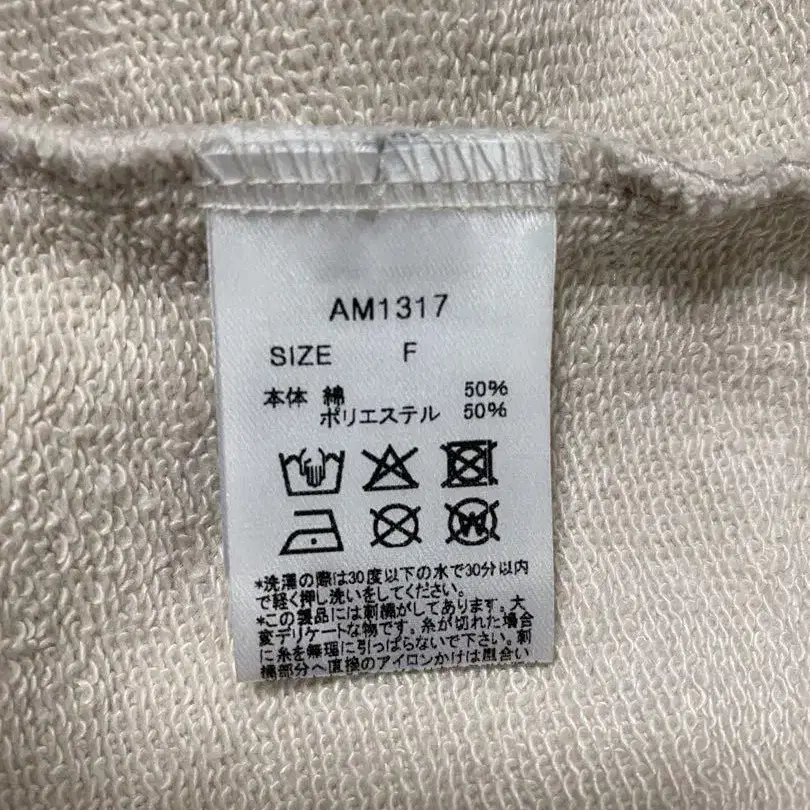 AM1317
SIZE F
本体 綿 50%
ポリエステル 50%
*洗濯の際は30度以下の水で30分以内
で軽く押し洗いをしてください。
*この製品には刺繍がしてあります。大
変デリケートな物です。糸が切れた場合
に糸を無理に引っぱらないで下さい。刺
繍部分へ直接のアイロンかけは